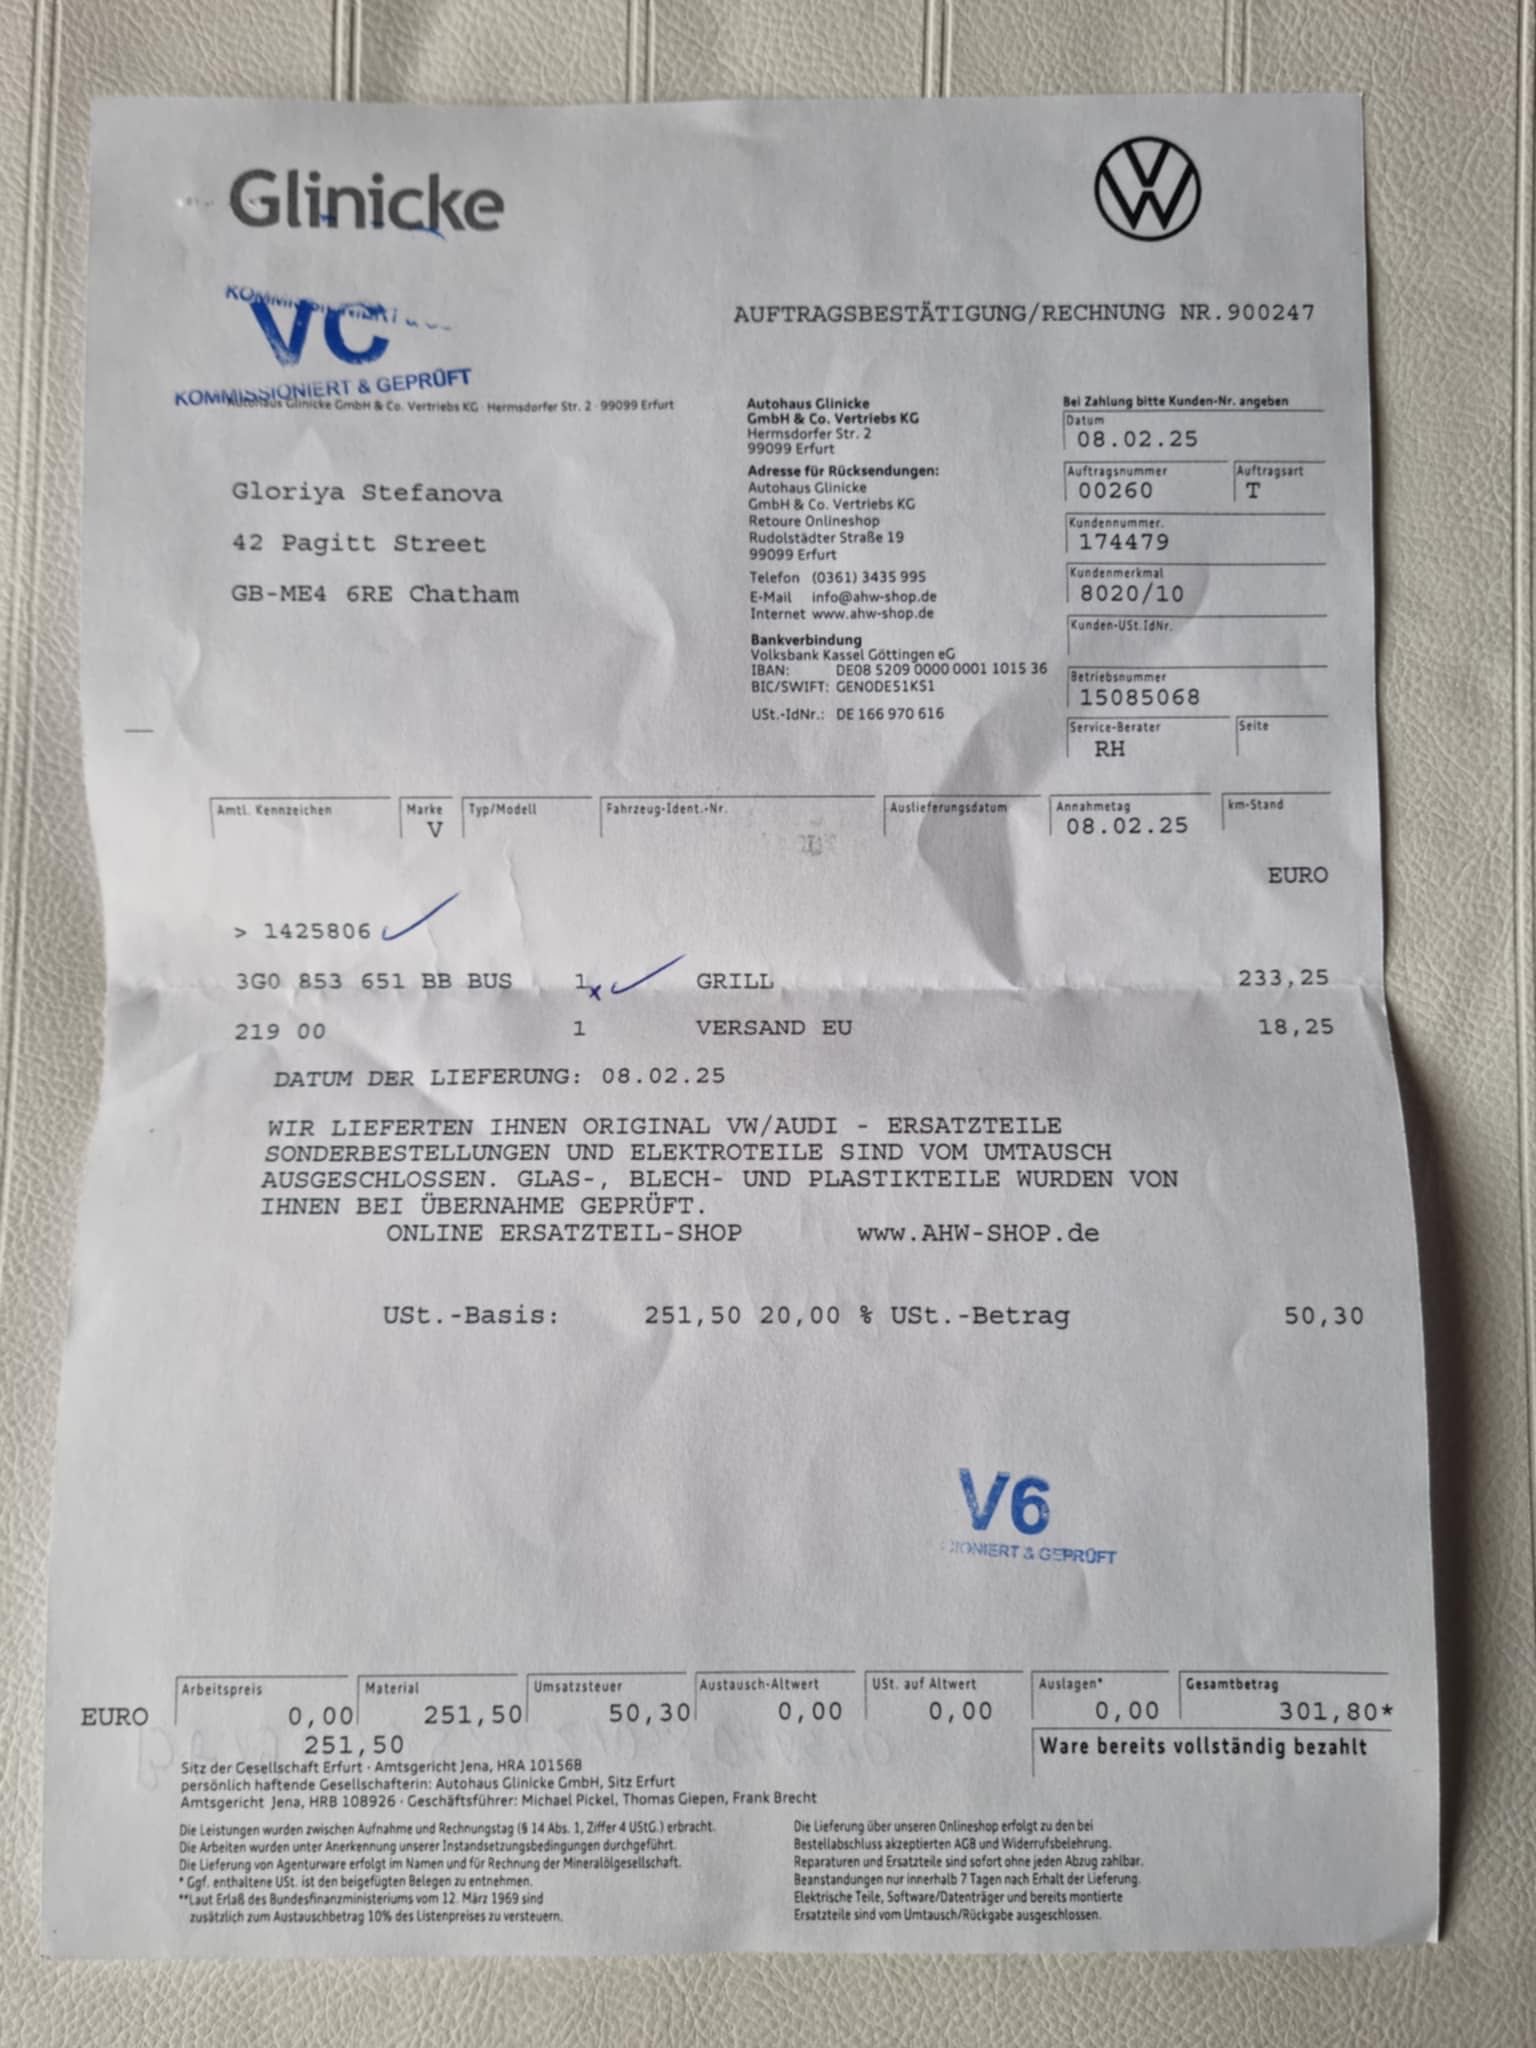 Glinicke
VC
KOMMISSIONIERT & GEPRÜFT
AUFTRAGSBESTÄTIGUNG/RECHNUNG NR.900247
Autohaus Glinicke GmbH & Co. Vertriebs KG · Hermsdorfer Str. 2 · 99099 Erfurt
Gloriya Stefanova
42 Pagitt Street
GB-ME4 6RE Chatham
Autohaus Glinicke
GmbH & Co. Vertriebs KG
Hermsdorfer Str. 2
99099 Erfurt
Adresse für Rücksendungen:
Autohaus Glinicke
GmbH & Co. Vertriebs KG
Retoure Onlineshop
Rudolstädter Straße 19
99099 Erfurt
Telefon (0361) 3435 995
E-Mail info@ahw-shop.de
Internet www.ahw-shop.de
Bankverbindung
Volksbank Kassel Göttingen eG
IBAN: DE08 5209 0000 0001 1015 36
BIC/SWIFT: GENODE51KS1
USt.-IdNr.: DE 166 970 616
Bei Zahlung bitte Kunden-Nr. angeben
Datum
08.02.25
Auftragsnummer Auftragsart
00260 T
Kundennummer.
174479
Kundenmerkmal
8020/10
Kunden-USt.IdNr.
Betriebsnummer
15085068
Service-Berater Seite
RH
Amtl. Kennzeichen Marke Typ/Modell Fahrzeug-Ident.-Nr. Auslieferungsdatum Annahmetag km-Stand
V 08.02.25
EURO
> 1425806
3G0 853 651 BB BUS 1x GRILL 233,25
219 00 1 VERSAND EU 18,25
DATUM DER LIEFERUNG: 08.02.25
WIR LIEFERTEN IHNEN ORIGINAL VW/AUDI - ERSATZTEILE
SONDERBESTELLUNGEN UND ELEKTROTEILE SIND VOM UMTAUSCH
AUSGESCHLOSSEN. GLAS-, BLECH- UND PLASTIKTEILE WURDEN VON
IHNEN BEI ÜBERNAHME GEPRÜFT.
ONLINE ERSATZTEIL-SHOP www.AHW-SHOP.de
USt.-Basis: 251,50 20,00 % USt.-Betrag 50,30
V6
& GEPRÜFT
Arbeitspreis Material Umsatzsteuer Austausch-Altwert USt. auf Altwert Auslagen* Gesamtbetrag
EURO 0,00 251,50 50,30 0,00 0,00 0,00 301,80*
251,50
Ware bereits vollständig bezahlt
Sitz der Gesellschaft Erfurt · Amtsgericht Jena, HRA 101568
persönlich haftende Gesellschafterin: Autohaus Glinicke GmbH, Sitz Erfurt
Amtsgericht Jena, HRB 108926 · Geschäftsführer: Michael Pickel, Thomas Giepen, Frank Brecht
Die Leistungen wurden zwischen Aufnahme und Rechnungstag (§ 14 Abs. 1, Ziffer 4 UStG.) erbracht.
Die Arbeiten wurden unter Anerkennung unserer Instandsetzungsbedingungen durchgeführt.
Die Lieferung von Agenturware erfolgt im Namen und für Rechnung der Mineralölgesellschaft.
* Ggf. enthaltene USt. ist den beigefügten Belegen zu entnehmen.
**Laut Erlaß des Bundesfinanzministeriums vom 12. März 1969 sind
zusätzlich zum Austauschbetrag 10% des Listenpreises zu versteuern.
Die Lieferung über unseren Onlineshop erfolgt zu den bei
Bestellabschluss akzeptierten AGB und Widerrufsbelehrung.
Reparaturen und Ersatzteile sind sofort ohne jeden Abzug zahlbar.
Beanstandungen nur innerhalb 7 Tagen nach Erhalt der Lieferung.
Elektrische Teile, Software/Datenträger und bereits montierte
Ersatzteile sind vom Umtausch/Rückgabe ausgeschlossen.